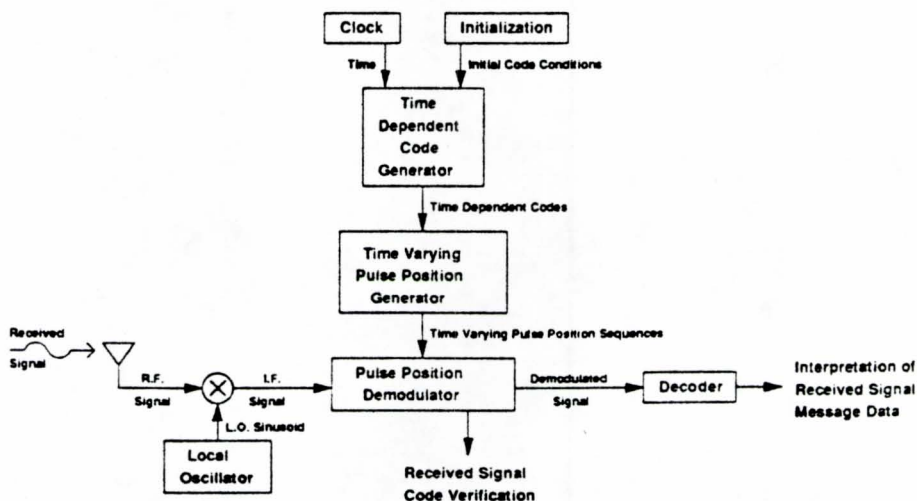 Clock
Initialization
Time
Initial Code Conditions
Time
Dependent
Code
Generator
Time Dependent Codes
Time Varying
Pulse Position
Generator
Time Varying Pulse Position Sequences
Received
Signal
R.F.
Signal
I.F.
Signal
Pulse Position
Demodulator
Demodulated
Signal
Decoder
Interpretation of
Received Signal
Message Data
L.O. Sinusoid
Local
Oscillator
Received Signal
Code Verification